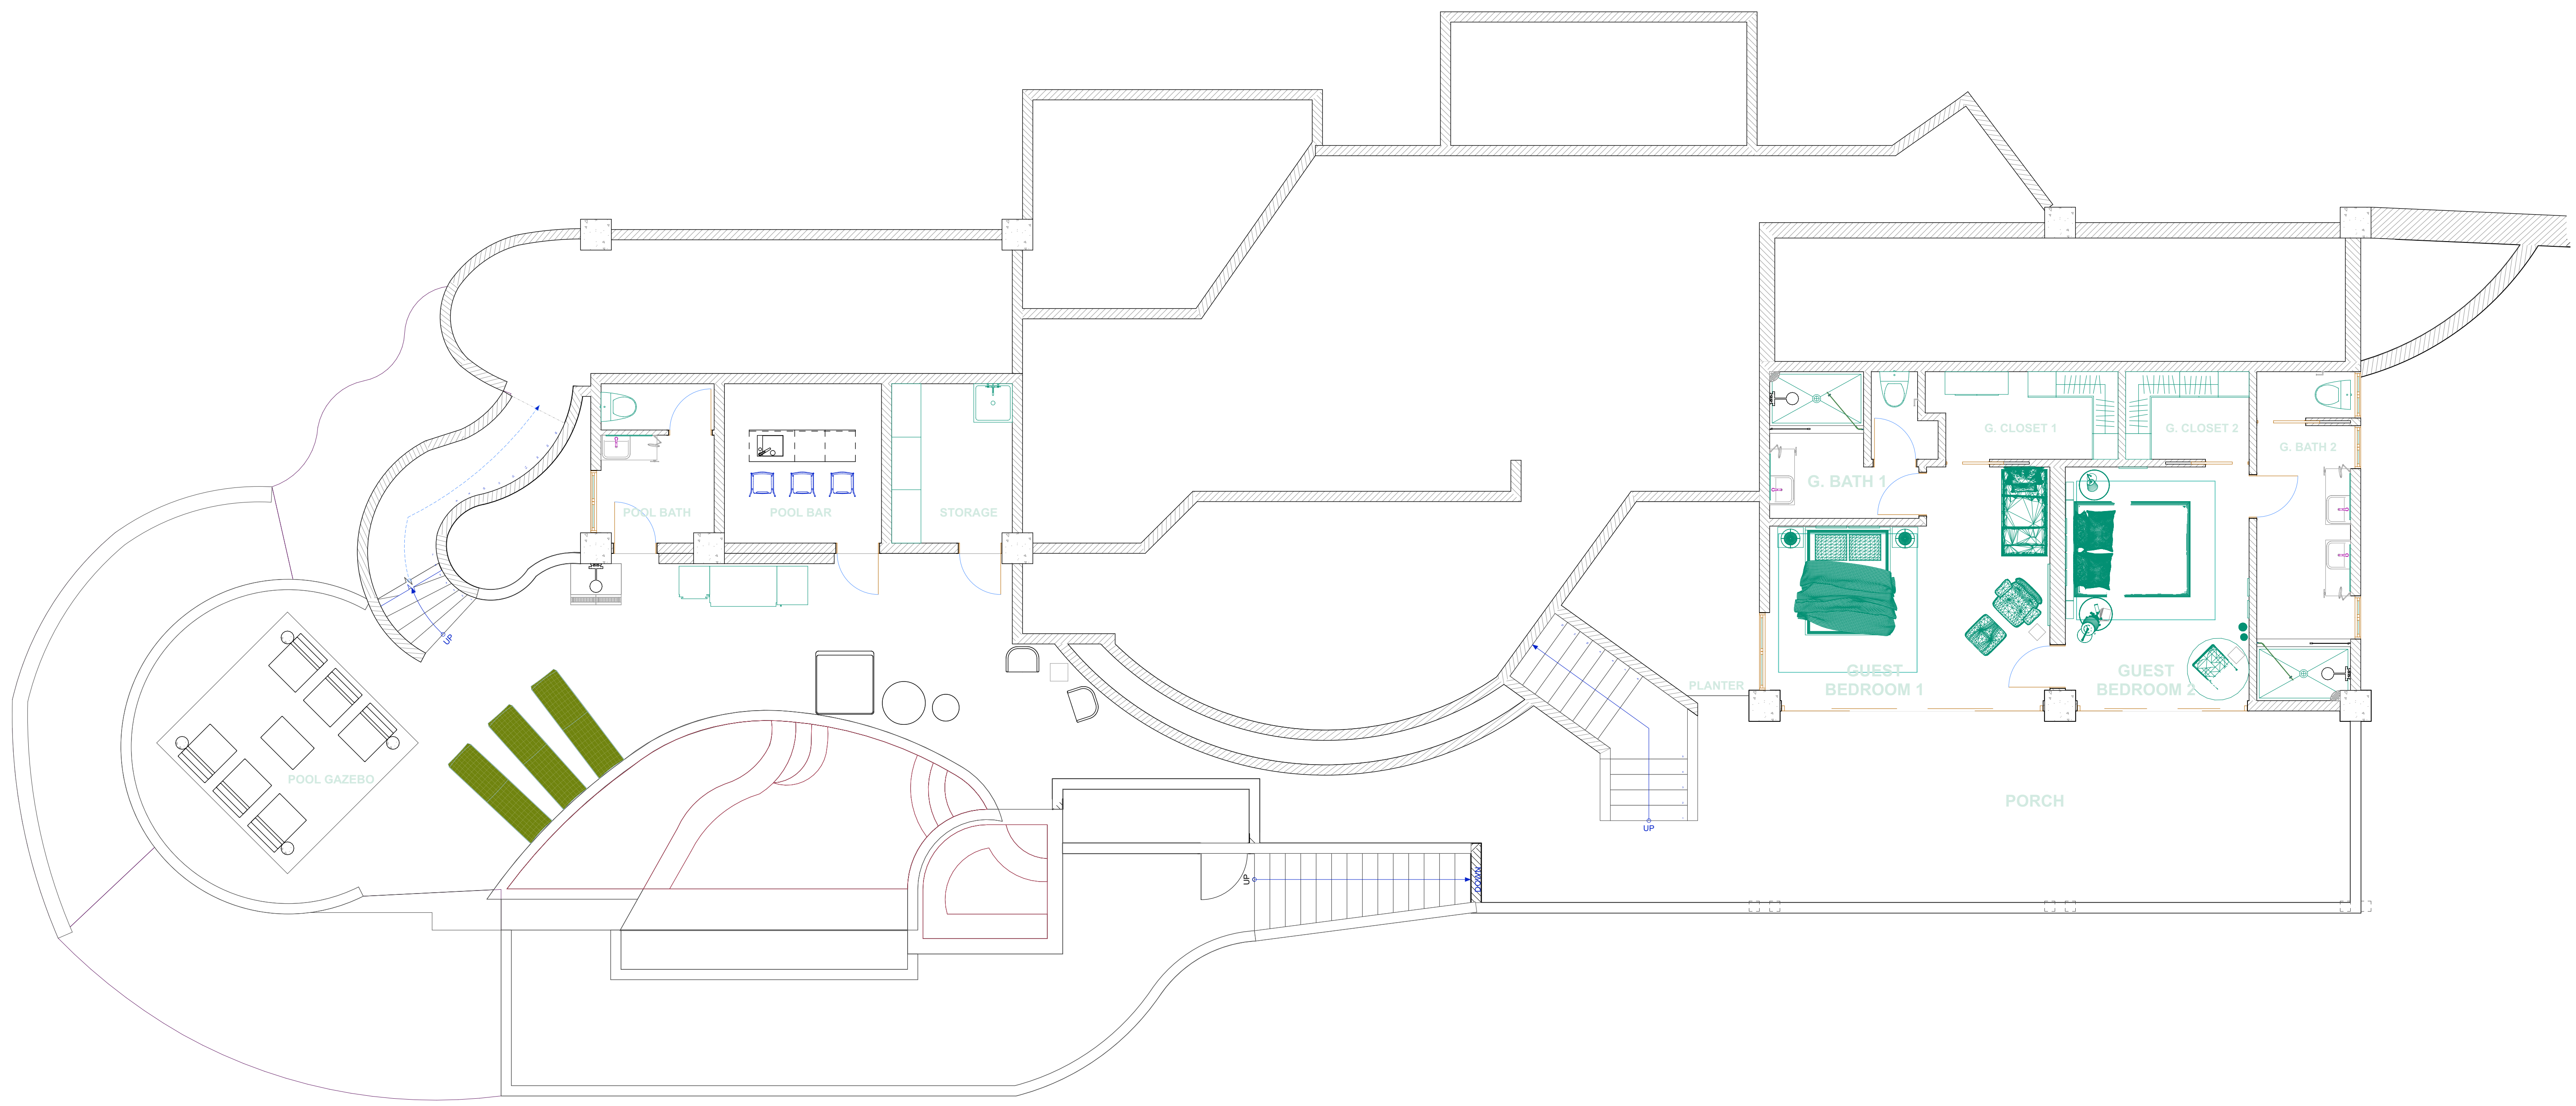 G. CLOSET 1
G. CLOSET 2
G. BATH 2
G. BATH 1
POOL BATH
POOL BAR
STORAGE
UP
GUEST
BEDROOM 1
GUEST
BEDROOM 2
PLANTER
POOL GAZEBO
PORCH
UP
UP
DOWN